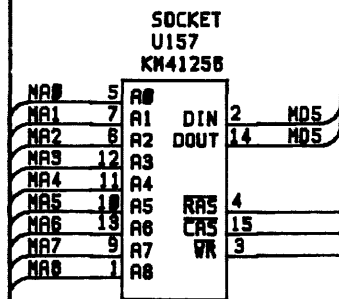 SOCKET
U157
KM41256
MA0 5 A0
MA1 7 A1 DIN 2 MD5
MA2 6 A2 DOUT 14 MD5
MA3 12 A3
MA4 11 A4
MA5 10 A5 RAS 4
MA6 13 A6 CAS 15
MA7 9 A7 WR 3
MA8 1 A8